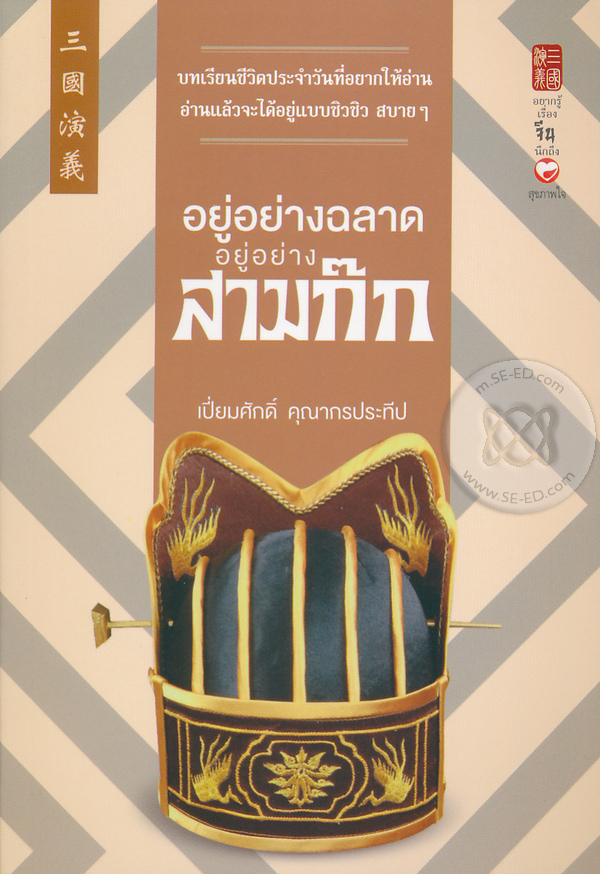 三國演義
บทเรียนชีวิตประจำวันที่อยากให้อ่าน
อ่านแล้วจะได้อยู่แบบชิวชิว สบาย ๆ
三國
演義
อยากรู้
เรื่อง
จีน
นึกถึง
สุขภาพใจ
อยู่อย่างฉลาด
อยู่อย่าง
สามก๊ก
เปี่ยมศักดิ์ คุณากรประทีป
m.SE-ED.com
www.SE-ED.com